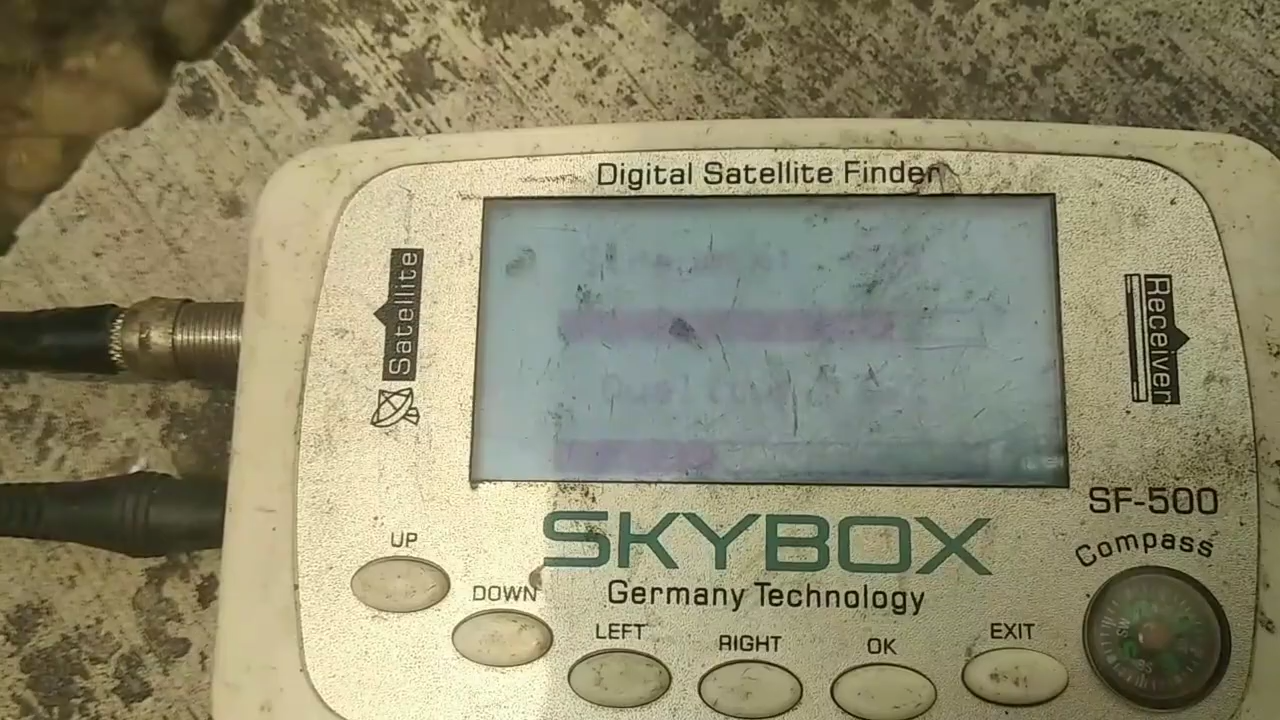 Digital Satellite Finder
Satellite
Receiver
SKYBOX
Germany Technology
SF-500
Compass
UP
DOWN
LEFT
RIGHT
OK
EXIT